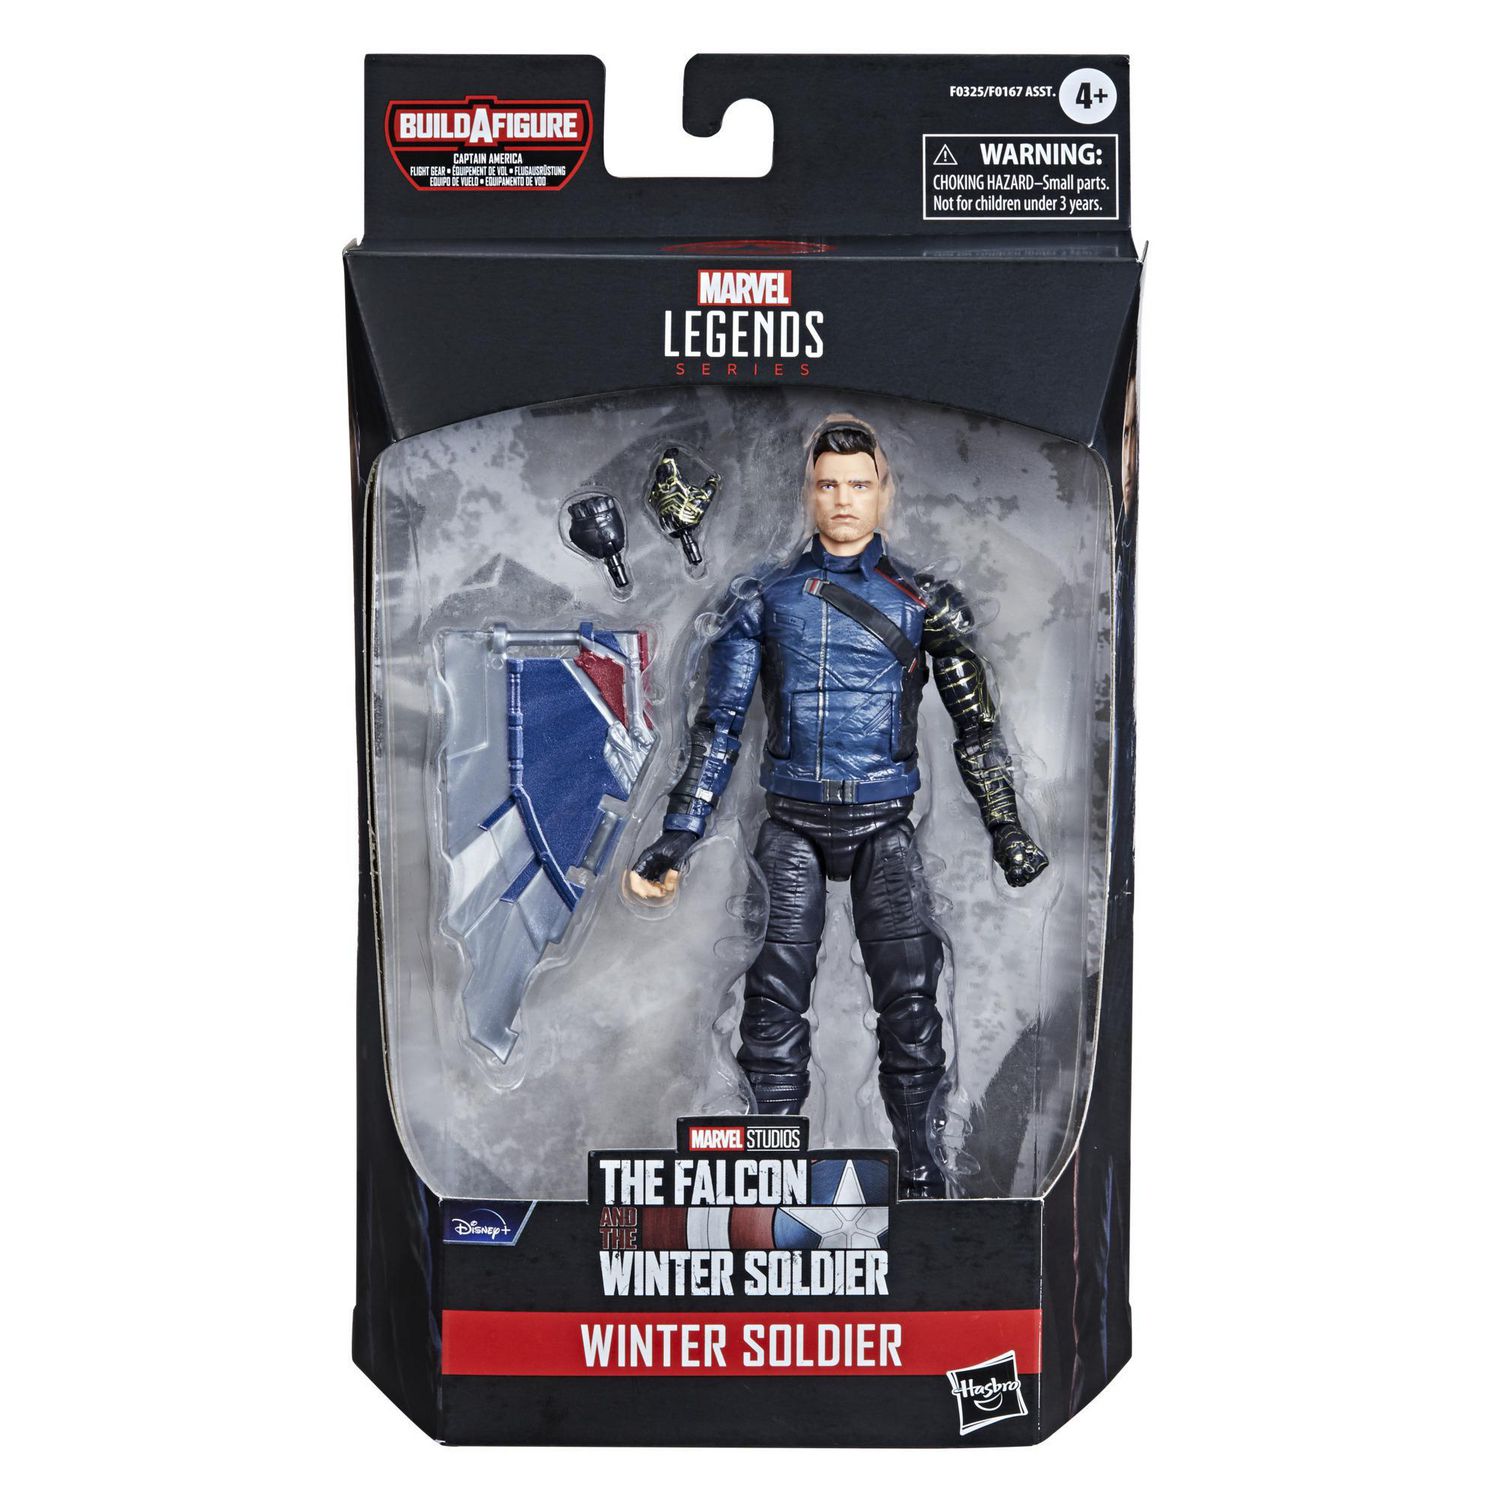 BUILDAFIGURE
CAPTAIN AMERICA
FLIGHT GEAR • ÉQUIPEMENT DE VOL • FLUGAUSRÜSTUNG
EQUIPO DE VUELO • EQUIPAMENTO DE VOO
F0325/F0167 ASST.
4+
WARNING:
CHOKING HAZARD–Small parts.
Not for children under 3 years.
MARVEL
LEGENDS
SERIES
MARVEL STUDIOS
THE FALCON
AND
THE
WINTER SOLDIER
Disney+
WINTER SOLDIER
Hasbro